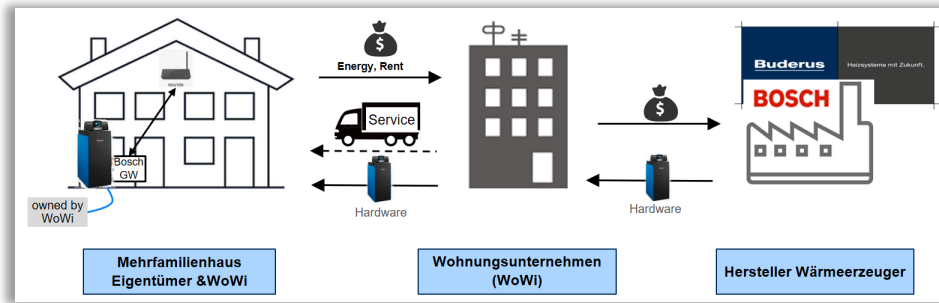 ROUTER
Bosch
GW
owned by
WoWi
Energy, Rent
$
Service
Hardware
$
Hardware
Buderus
Heizsysteme mit Zukunft.
BOSCH
Mehrfamilienhaus
Eigentümer &WoWi
Wohnungsunternehmen
(WoWi)
Hersteller Wärmeerzeuger